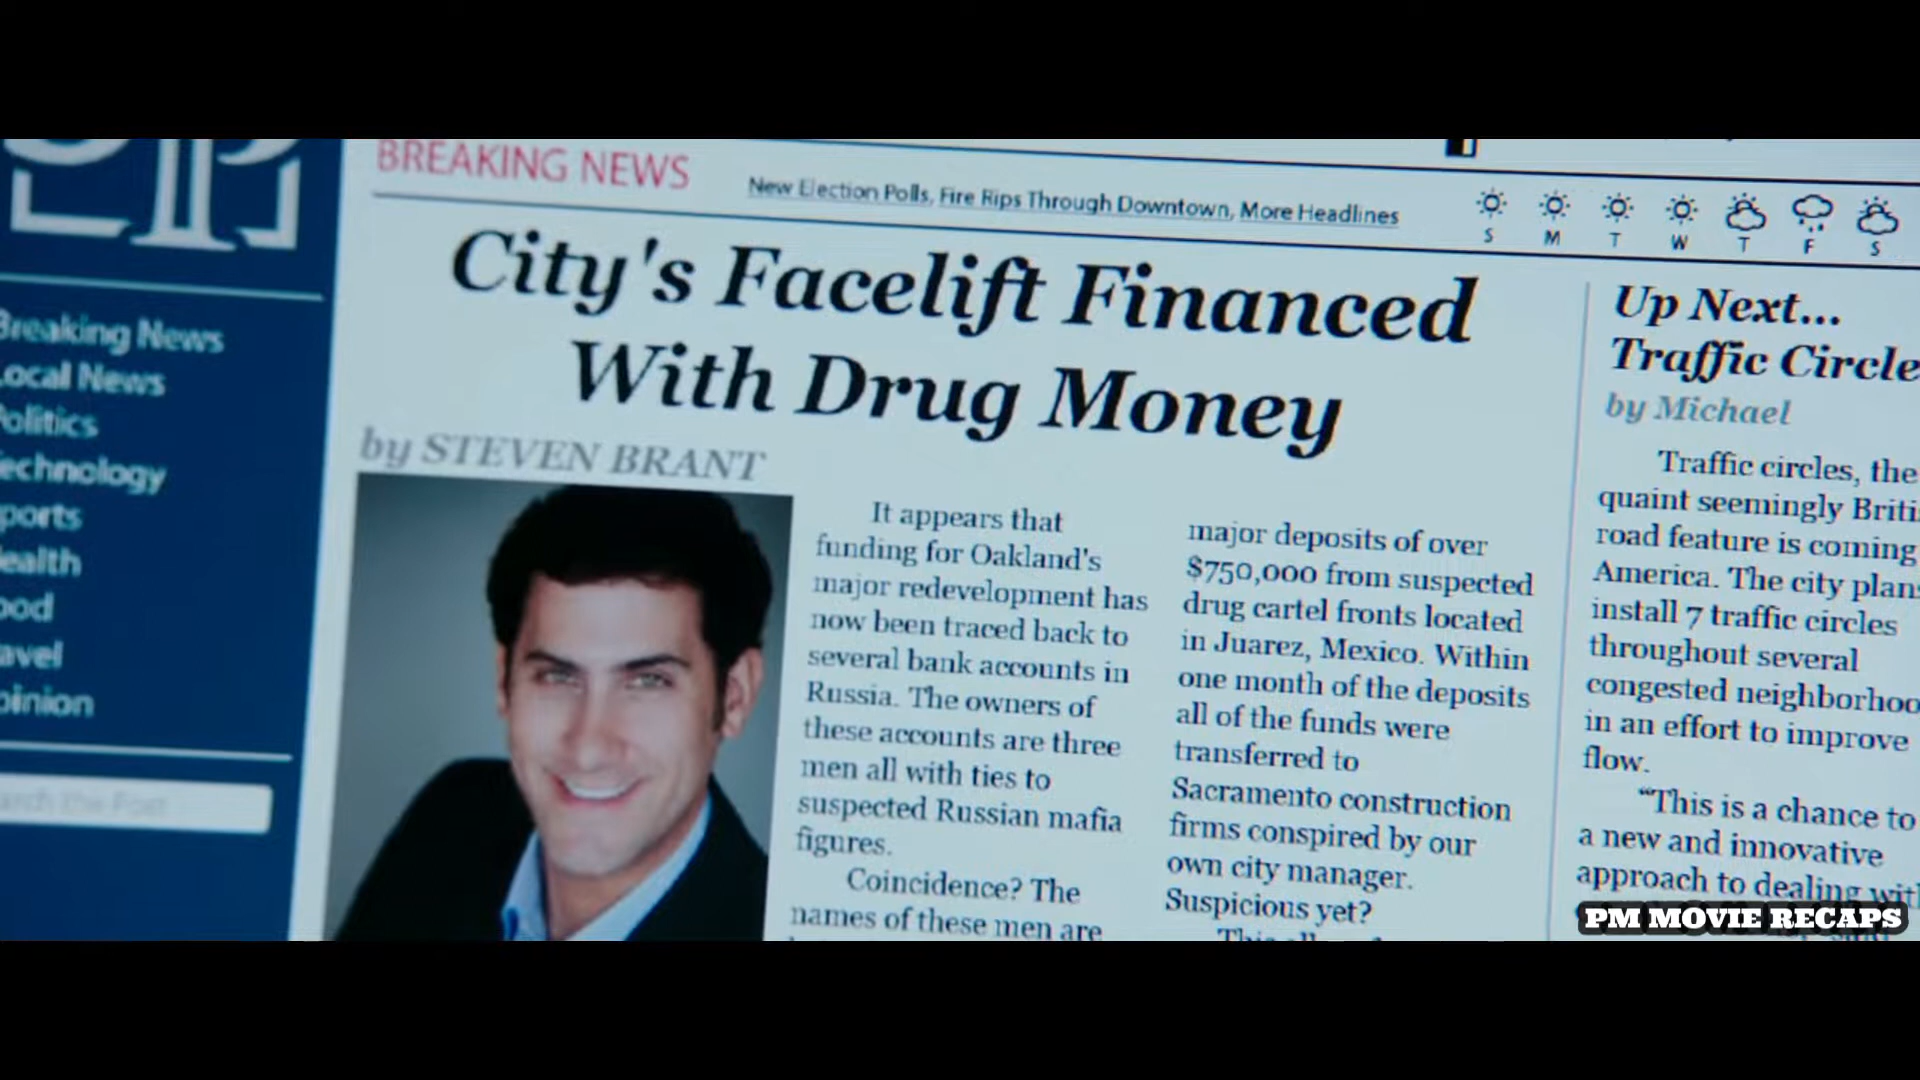 BREAKING NEWS
New Election Polls, Fire Rips Through Downtown, More Headlines
S M T W T F S
City's Facelift Financed
With Drug Money
by STEVEN BRANT
Breaking News
Local News
Politics
Technology
ports
ealth
ood
avel
pinion
arch the Post
It appears that
funding for Oakland's
major redevelopment has
now been traced back to
several bank accounts in
Russia. The owners of
these accounts are three
men all with ties to
suspected Russian mafia
figures.
Coincidence? The
names of these men are
major deposits of over
$750,000 from suspected
drug cartel fronts located
in Juarez, Mexico. Within
one month of the deposits
all of the funds were
transferred to
Sacramento construction
firms conspired by our
own city manager.
Suspicious yet?
Up Next...
Traffic Circle
by Michael
Traffic circles, the
quaint seemingly Briti
road feature is coming
America. The city plans
install 7 traffic circles
throughout several
congested neighborhoo
in an effort to improve
flow.
"This is a chance to
a new and innovative
approach to dealing with
PM MOVIE RECAPS